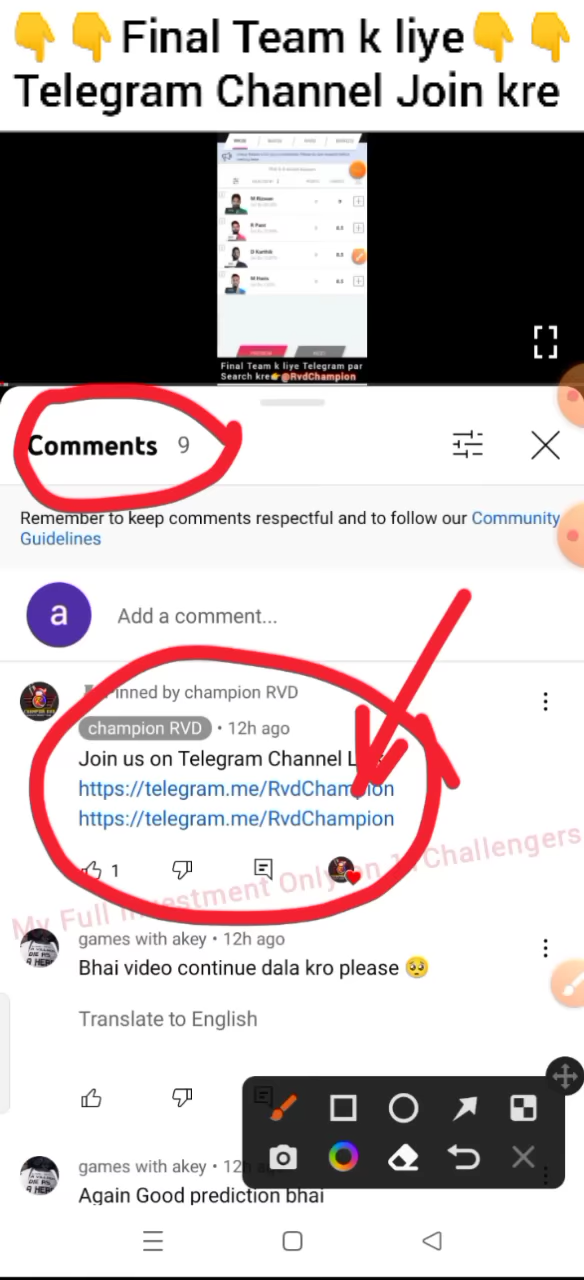 👇👇Final Team k liye👇👇
Telegram Channel Join kre
Final Team k liye Telegram par
Search kre👉@RvdChampion
Comments 9
Remember to keep comments respectful and to follow our Community
Guidelines
a
Add a comment...
Pinned by champion RVD
champion RVD • 12h ago
Join us on Telegram Channel
https://telegram.me/RvdChampion
https://telegram.me/RvdChampion
1
My Full Investment Only on 11Challengers
games with akey • 12h ago
Bhai video continue dala kro please 🥺
Translate to English
games with akey • 12h
Again Good prediction bhai